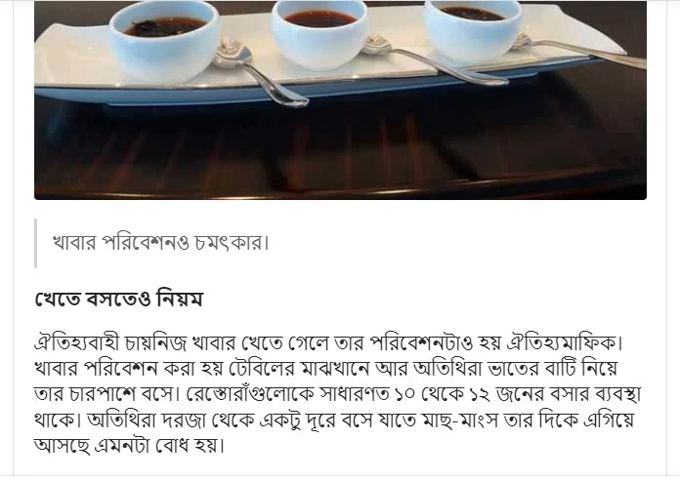 খাবার পরিবেশনও চমৎকার।
খেতে বসতেও নিয়ম
ঐতিহ্যবাহী চায়নিজ খাবার খেতে গেলে তার পরিবেশনটাও হয় ঐতিহ্যমাফিক।
খাবার পরিবেশন করা হয় টেবিলের মাঝখানে আর অতিথিরা ভাতের বাটি নিয়ে
তার চারপাশে বসে। রেস্তোরাঁগুলোকে সাধারণত ১০ থেকে ১২ জনের বসার ব্যবস্থা
থাকে। অতিথিরা দরজা থেকে একটু দূরে বসে যাতে মাছ-মাংস তার দিকে এগিয়ে
আসছে এমনটা বোধ হয়।